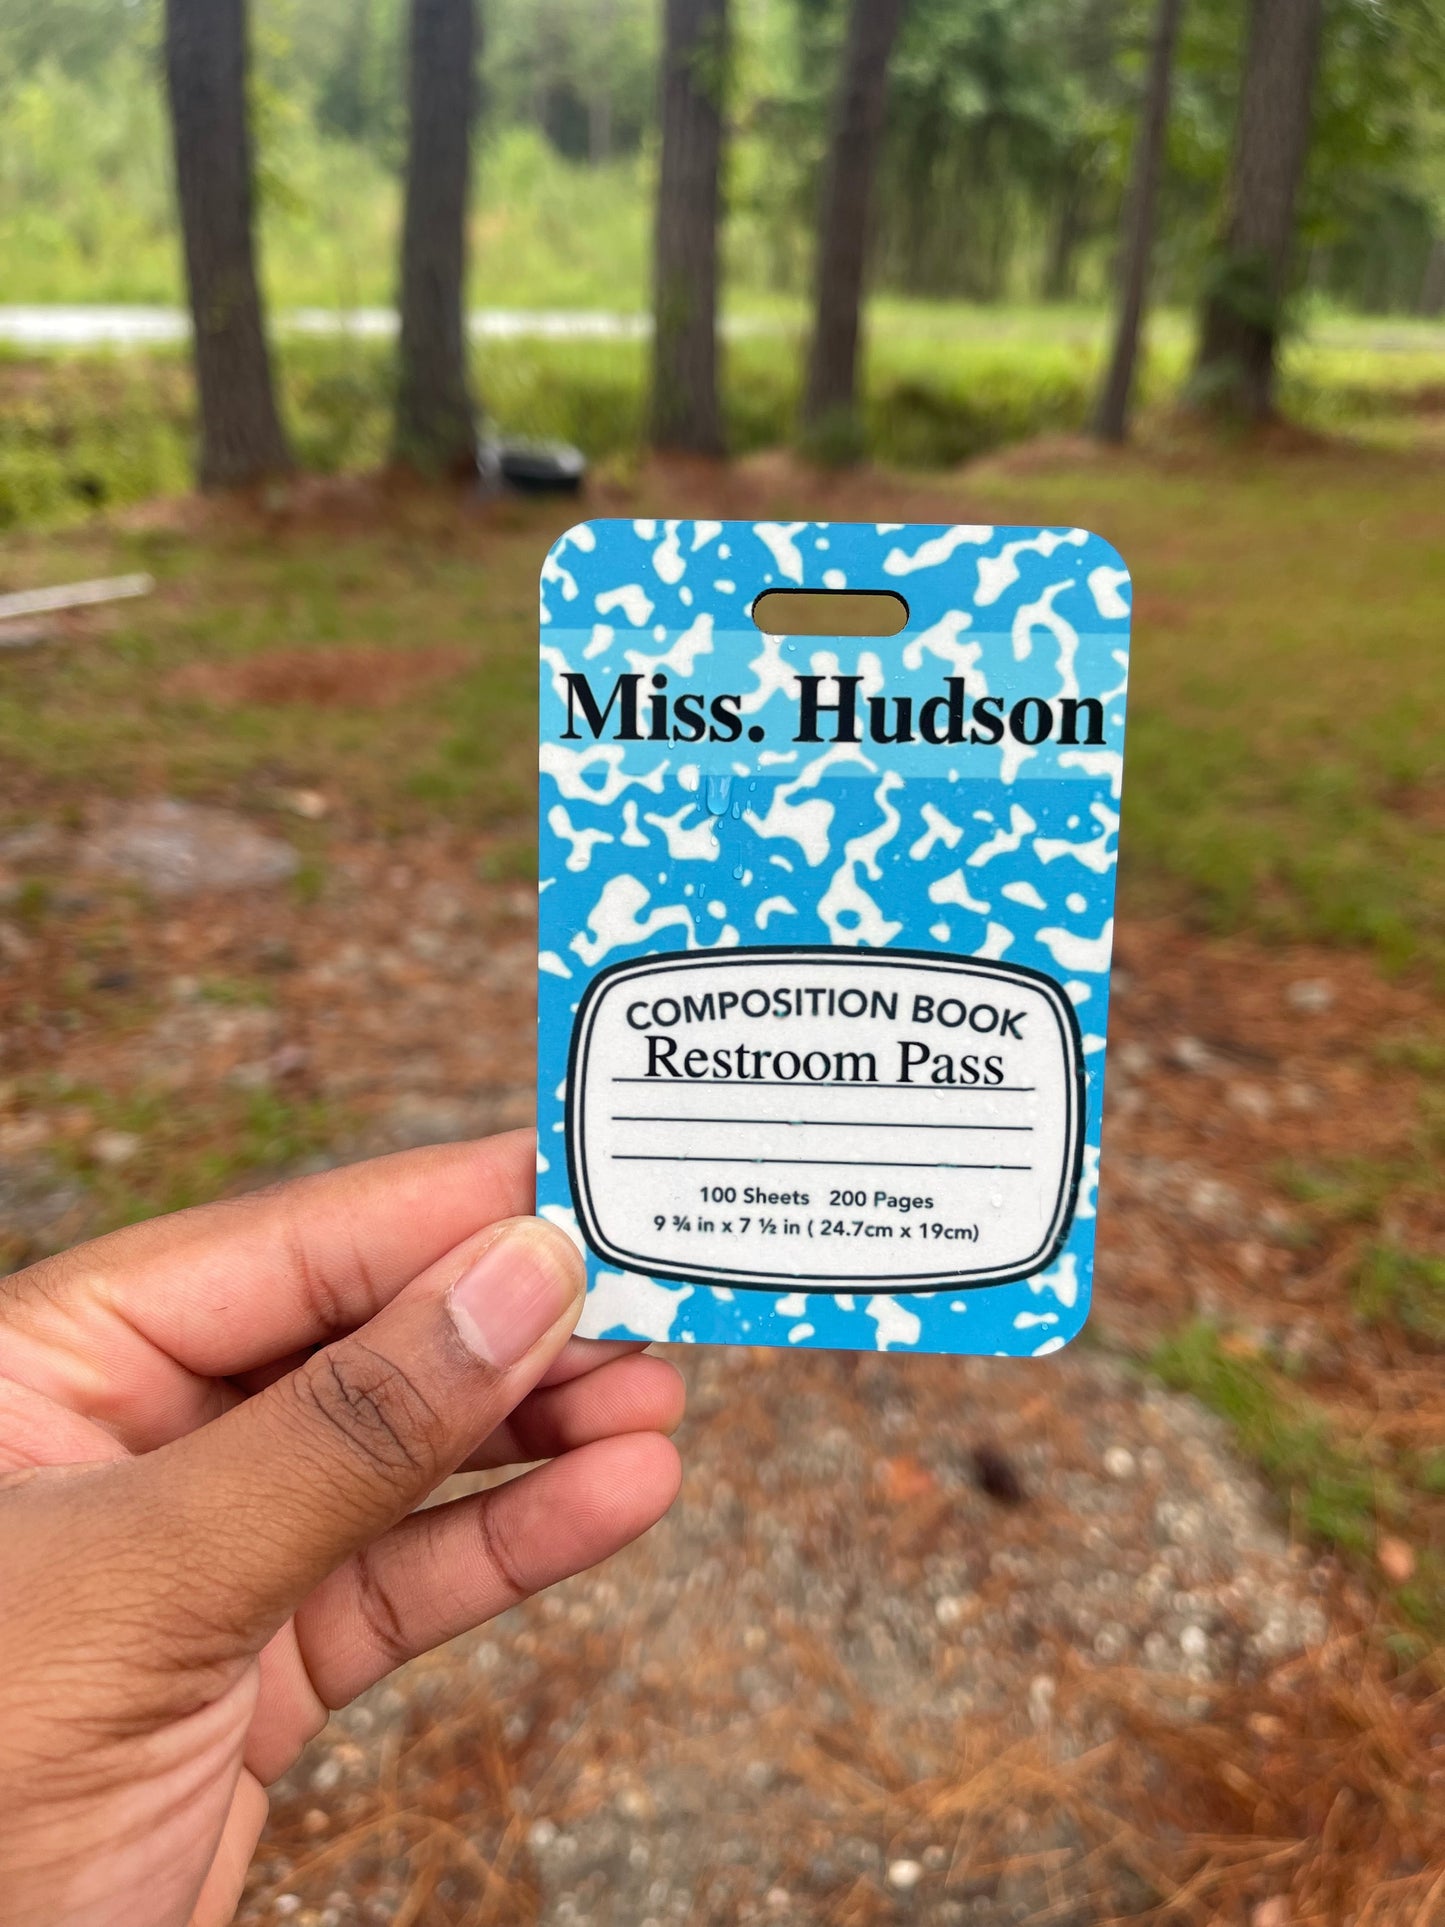 Miss. Hudson
COMPOSITION BOOK
Restroom Pass
100 Sheets 200 Pages
9 ¾ in x 7 ½ in ( 24.7cm x 19cm)